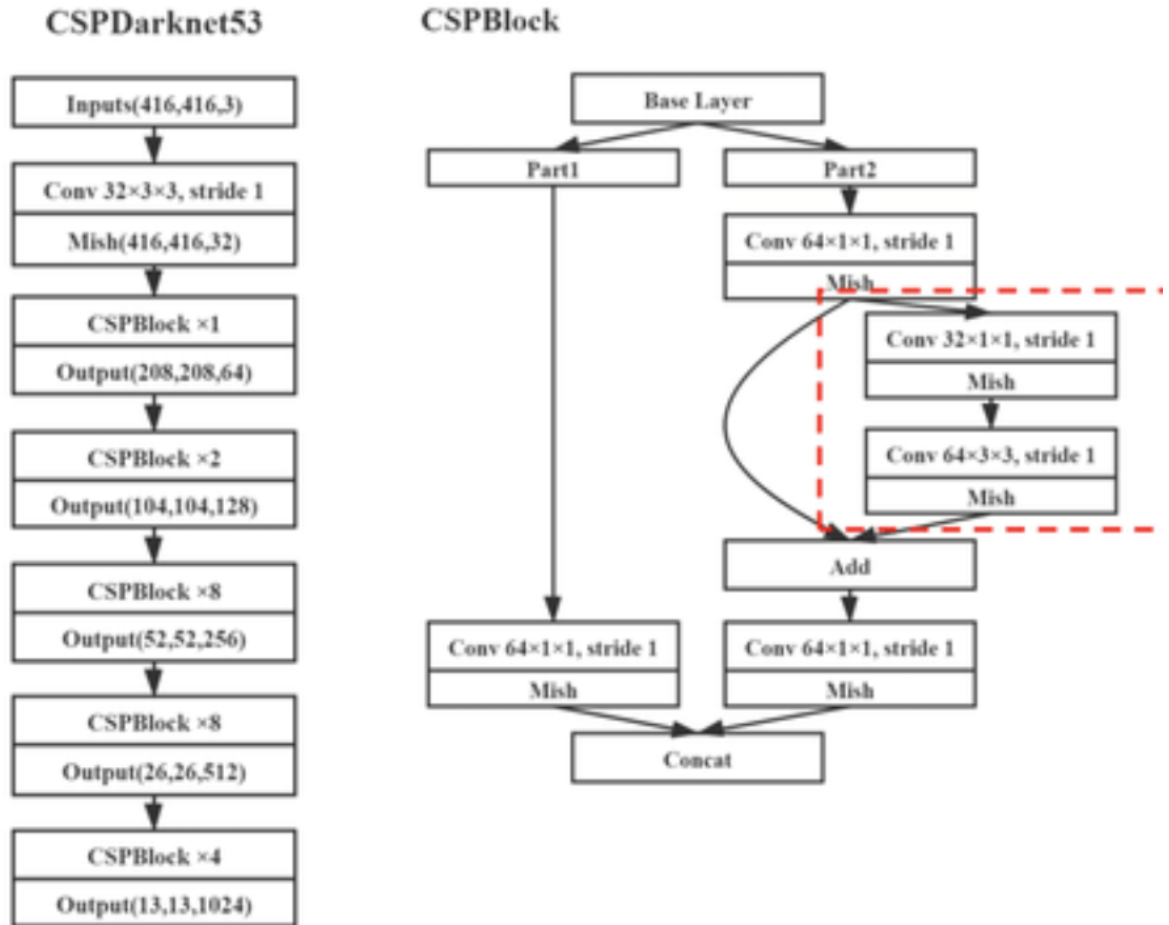 CSPDarknet53
Inputs(416,416,3)
Conv 32×3×3, stride 1
Mish(416,416,32)
CSPBlock ×1
Output(208,208,64)
CSPBlock ×2
Output(104,104,128)
CSPBlock ×8
Output(52,52,256)
CSPBlock ×8
Output(26,26,512)
CSPBlock ×4
Output(13,13,1024)
CSPBlock
Base Layer
Part1
Part2
Conv 64×1×1, stride 1
Mish
Conv 32×1×1, stride 1
Mish
Conv 64×3×3, stride 1
Mish
Add
Conv 64×1×1, stride 1
Mish
Conv 64×1×1, stride 1
Mish
Concat